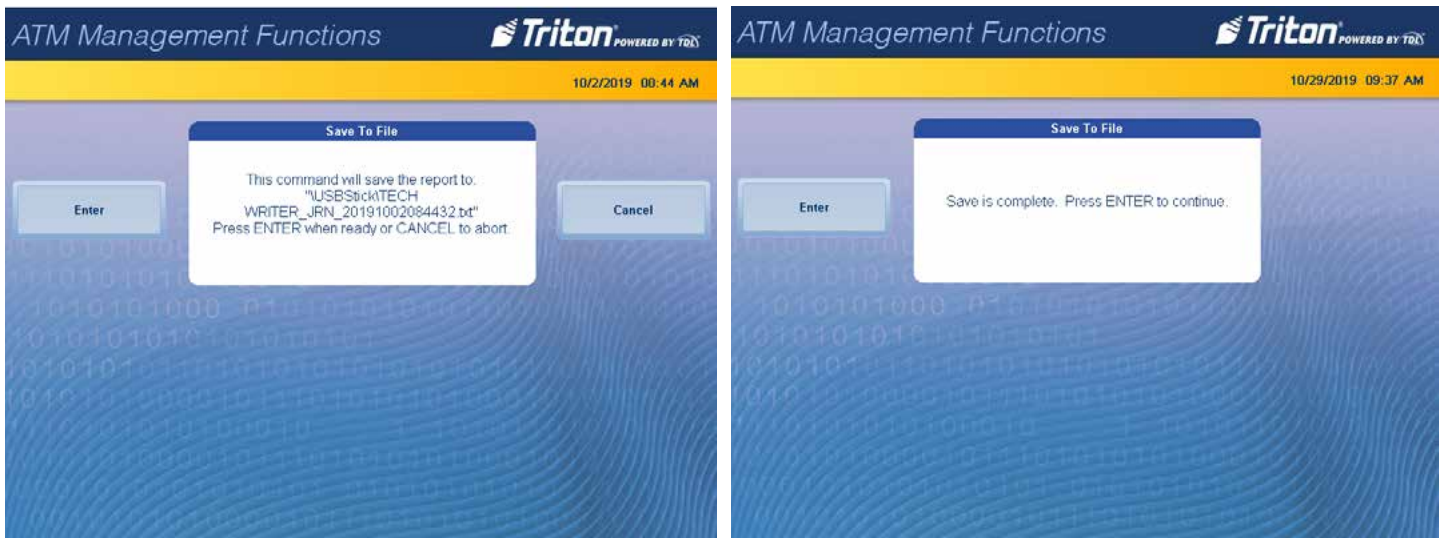 ATM Management Functions
Triton POWERED BY TDL
10/2/2019 08:44 AM
Save To File
This command will save the report to:
"\USBStick\TECH
WRITER_JRN_20191002084432.txt"
Press ENTER when ready or CANCEL to abort.
Enter
Cancel
ATM Management Functions
Triton POWERED BY TDL
10/29/2019 09:37 AM
Save To File
Save is complete. Press ENTER to continue.
Enter